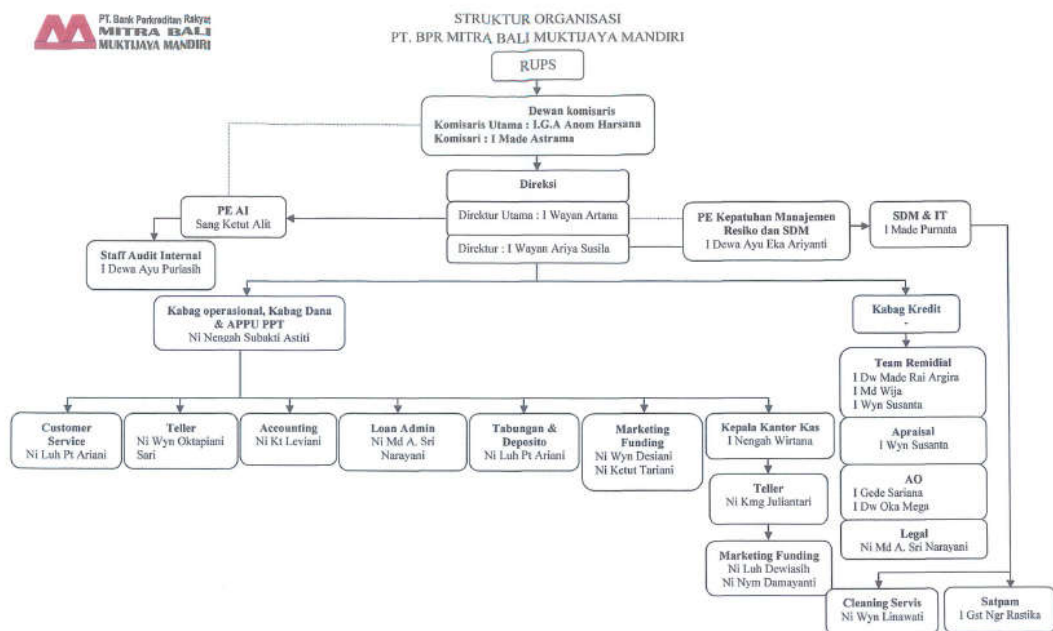 PT. Bank Perkreditan Rakyat
MITRA BALI
MUKTIJAYA MANDIRI
STRUKTUR ORGANISASI
PT. BPR MITRA BALI MUKTIJAYA MANDIRI
RUPS
Dewan komisaris
Komisaris Utama : I.G.A Anom Harsana
Komisari : I Made Astrama
Direksi
Direktur Utama : I Wayan Artana
Direktur : I Wayan Ariya Susila
PE AI
Sang Ketut Alit
Staff Audit Internal
I Dewa Ayu Puriasih
PE Kepatuhan Manajemen
Resiko dan SDM
I Dewa Ayu Eka Ariyanti
SDM & IT
I Made Purnata
Kabag operasional, Kabag Dana
& APPU PPT
Ni Nengah Subakti Astiti
Kabag Kredit
-
Customer
Service
Ni Luh Pt Ariani
Teller
Ni Wyn Oktapiani
Sari
Accounting
Ni Kt Leviani
Loan Admin
Ni Md A. Sri
Narayani
Tabungan &
Deposito
Ni Luh Pt Ariani
Marketing
Funding
Ni Wyn Desiani
Ni Ketut Tariani
Kepala Kantor Kas
I Nengah Wirtana
Teller
Ni Kmg Juliantari
Marketing Funding
Ni Luh Dewiasih
Ni Nym Damayanti
Team Remidial
I Dw Made Rai Argira
I Md Wija
I Wyn Susanta
Apraisal
I Wyn Susanta
AO
I Gede Sariana
I Dw Oka Mega
Legal
Ni Md A. Sri Narayani
Cleaning Servis
Ni Wyn Linawati
Satpam
I Gst Ngr Rastika